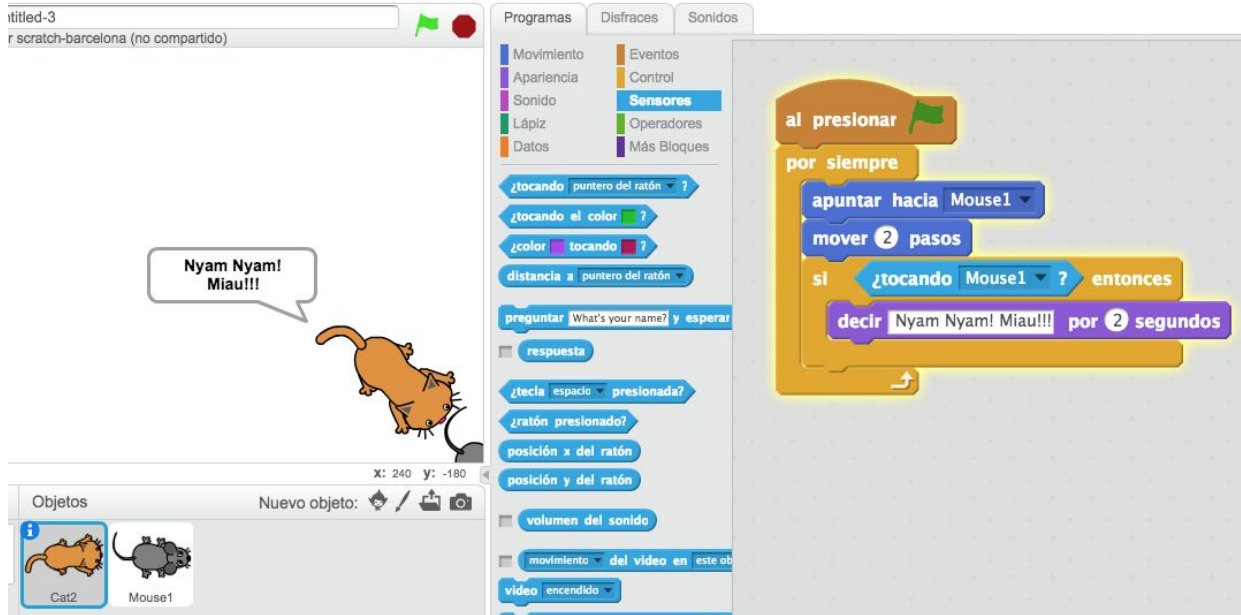 ntitled-3
r scratch-barcelona (no compartido)
Nyam Nyam!
Miau!!!
x: 240 y: -180
Objetos
Nuevo objeto:
Cat2
Mouse1
Programas
Disfraces
Sonidos
Movimiento
Eventos
Apariencia
Control
Sonido
Sensores
Lápiz
Operadores
Datos
Más Bloques
¿tocando puntero del ratón ?
¿tocando el color ?
¿color tocando ?
distancia a puntero del ratón
preguntar What's your name? y esperar
respuesta
¿tecla espacio presionada?
¿ratón presionado?
posición x del ratón
posición y del ratón
volumen del sonido
movimiento del video en este ob
video encendido
al presionar
por siempre
apuntar hacia Mouse1
mover 2 pasos
si ¿tocando Mouse1 ? entonces
decir Nyam Nyam! Miau!!! por 2 segundos